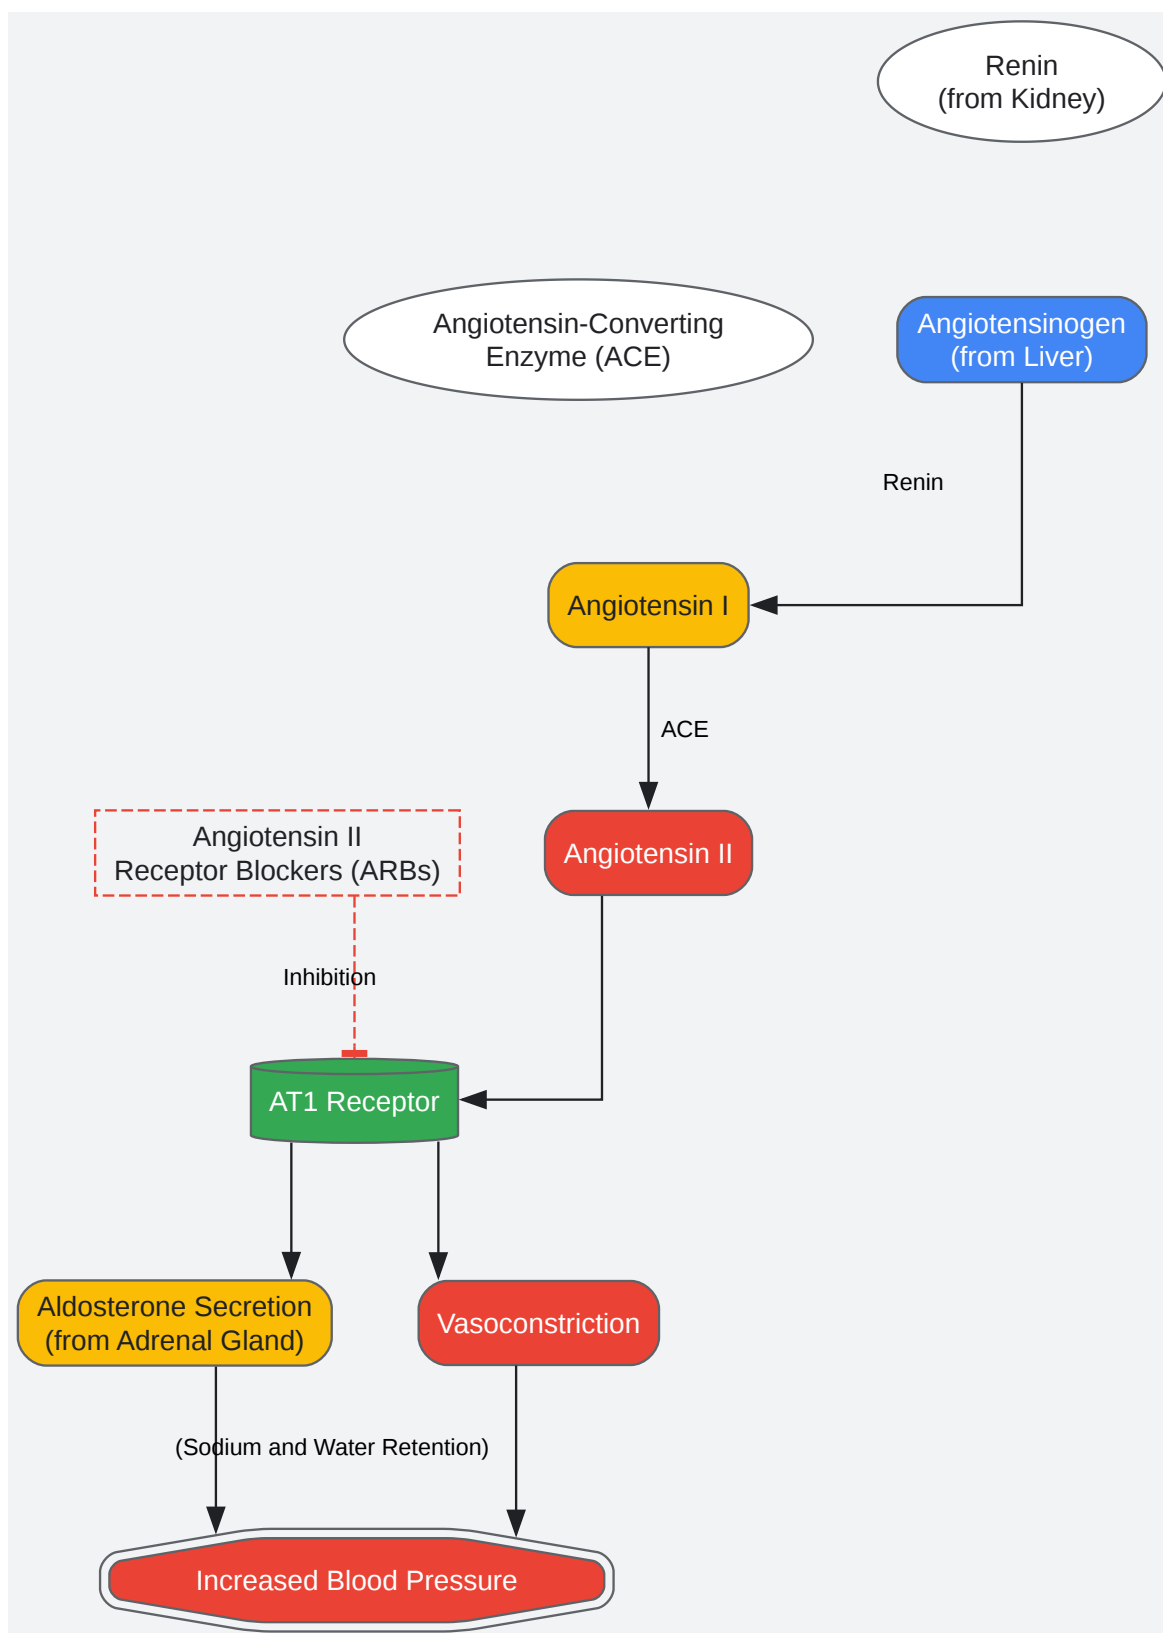 Renin
(from Kidney)
Angiotensin-Converting
Enzyme (ACE)
Angiotensinogen
(from Liver)
Renin
Angiotensin I
ACE
Angiotensin II
Receptor Blockers (ARBs)
Angiotensin II
Inhibition
AT1 Receptor
Aldosterone Secretion
(from Adrenal Gland)
Vasoconstriction
(Sodium and Water Retention)
Increased Blood Pressure